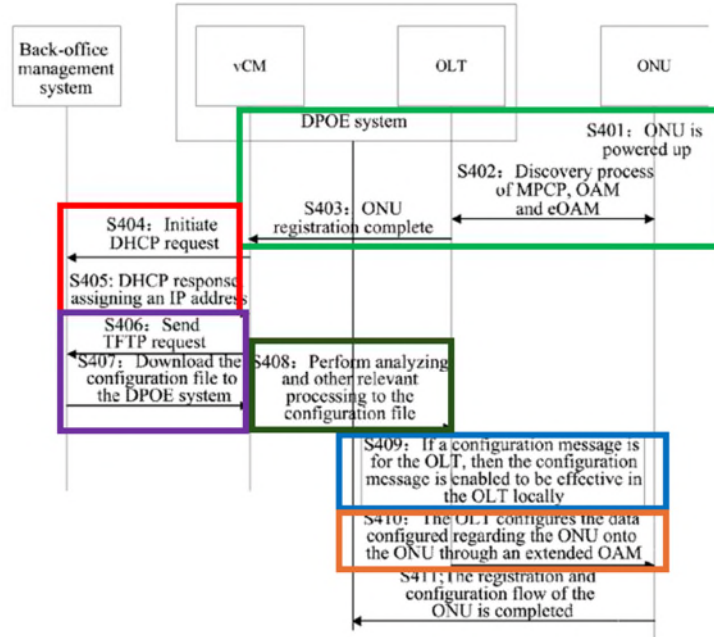 Back-office
management
system
vCM
OLT
ONU
DPOE system
S401: ONU is
powered up
S402: Discovery process
of MPCP, OAM
and eOAM
S403: ONU
registration complete
S404: Initiate
DHCP request
S405: DHCP response,
assigning an IP address
S406: Send
TFTP request
S407: Download the
configuration file to
the DPOE system
S408: Perform analyzing
and other relevant
processing to the
configuration file
S409: If a configuration message is
for the OLT, then the configuration
message is enabled to be effective in
the OLT locally
S410: The OLT configures the data
configured regarding the ONU onto
the ONU through an extended OAM
S411;The registration and
configuration flow of the
ONU is completed